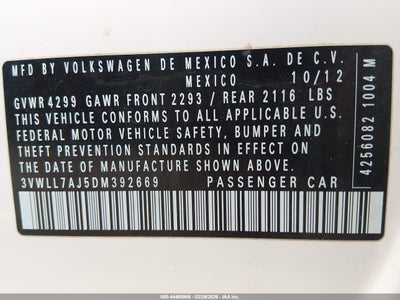 MFD BY VOLKSWAGEN DE MEXICO S.A. DE C.V.
MEXICO 10/12
GVWR 4299 GAWR FRONT 2293 / REAR 2116 LBS
THIS VEHICLE CONFORMS TO ALL APPLICABLE U.S.
FEDERAL MOTOR VEHICLE SAFETY, BUMPER AND
THEFT PREVENTION STANDARDS IN EFFECT ON THE
DATE OF MANUFACTURE SHOWN ABOVE.
3VWLL7AJ5DM392669 PASSENGER CAR
4256082 1004 M